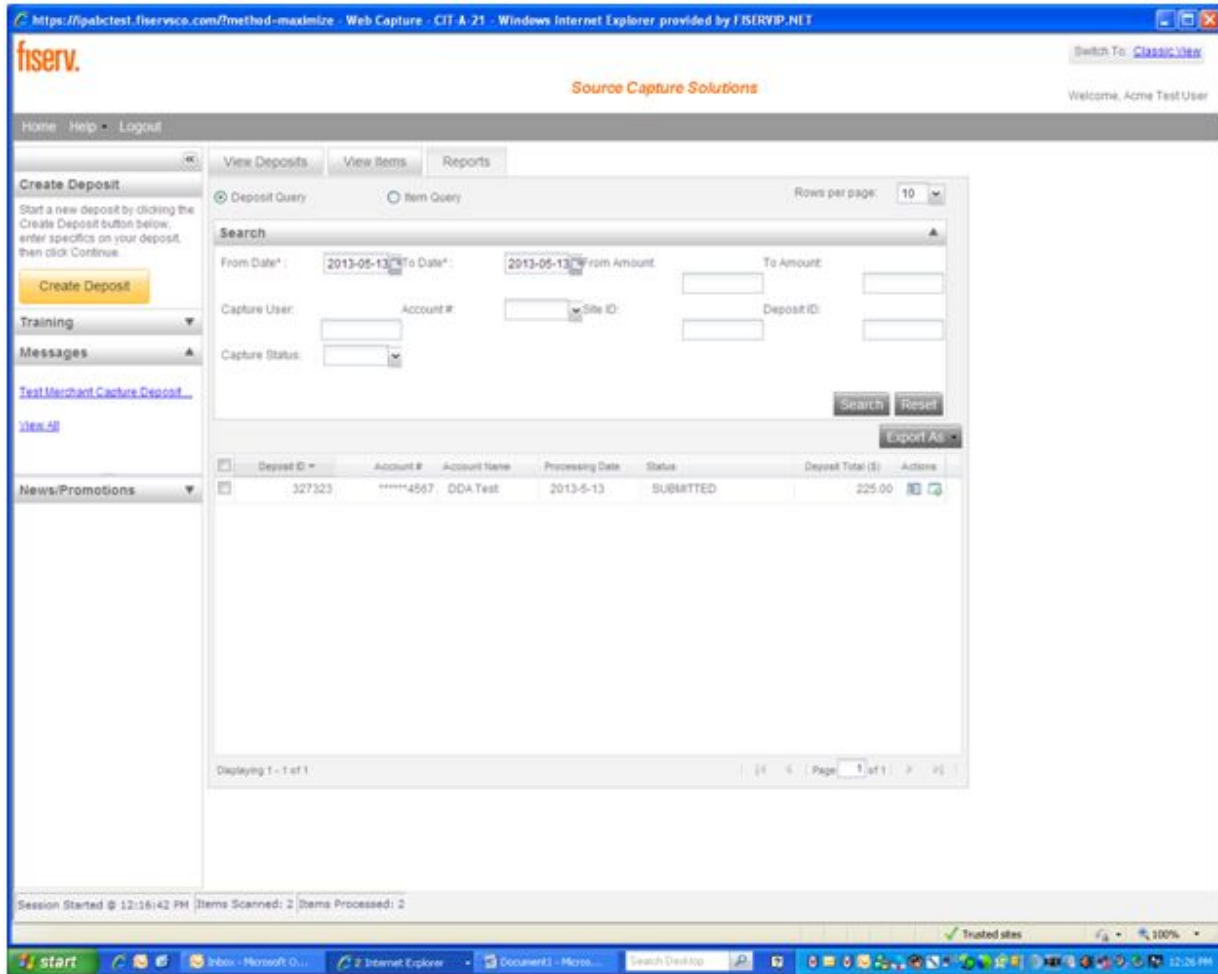 https://ipabctest.fiservsco.com/?method=maximize - Web Capture - CIT-A-21 - Windows Internet Explorer provided by FISERVIP.NET
fiserv.
Switch To: Classic View
Source Capture Solutions
Welcome, Acme Test User
Home Help Logout
View Deposits View Items Reports
Create Deposit
Start a new deposit by clicking the
Create Deposit button below,
enter specifics on your deposit,
then click Continue.
Create Deposit
Training
Messages
Test Merchant Capture Deposit...
View All
News/Promotions
Deposit Query Item Query Rows per page: 10
Search
From Date* : 2013-05-13 To Date* : 2013-05-13 From Amount: To Amount:
Capture User: Account #: Site ID: Deposit ID:
Capture Status:
Search Reset
Export As
Deposit ID Account # Account Name Processing Date Status Deposit Total ($) Actions
327323 ******4567 DDA Test 2013-5-13 SUBMITTED 225.00
Displaying 1 - 1 of 1 Page 1 of 1
Session Started @ 12:16:42 PM Items Scanned: 2 Items Processed: 2
Trusted sites 100%
start Inbox - Microsoft O... 2 Internet Explorer Document1 - Micros... Search Desktop 12:26 PM